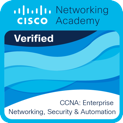 CISCO
Networking
Academy
Verified
CCNA: Enterprise
Networking, Security & Automation